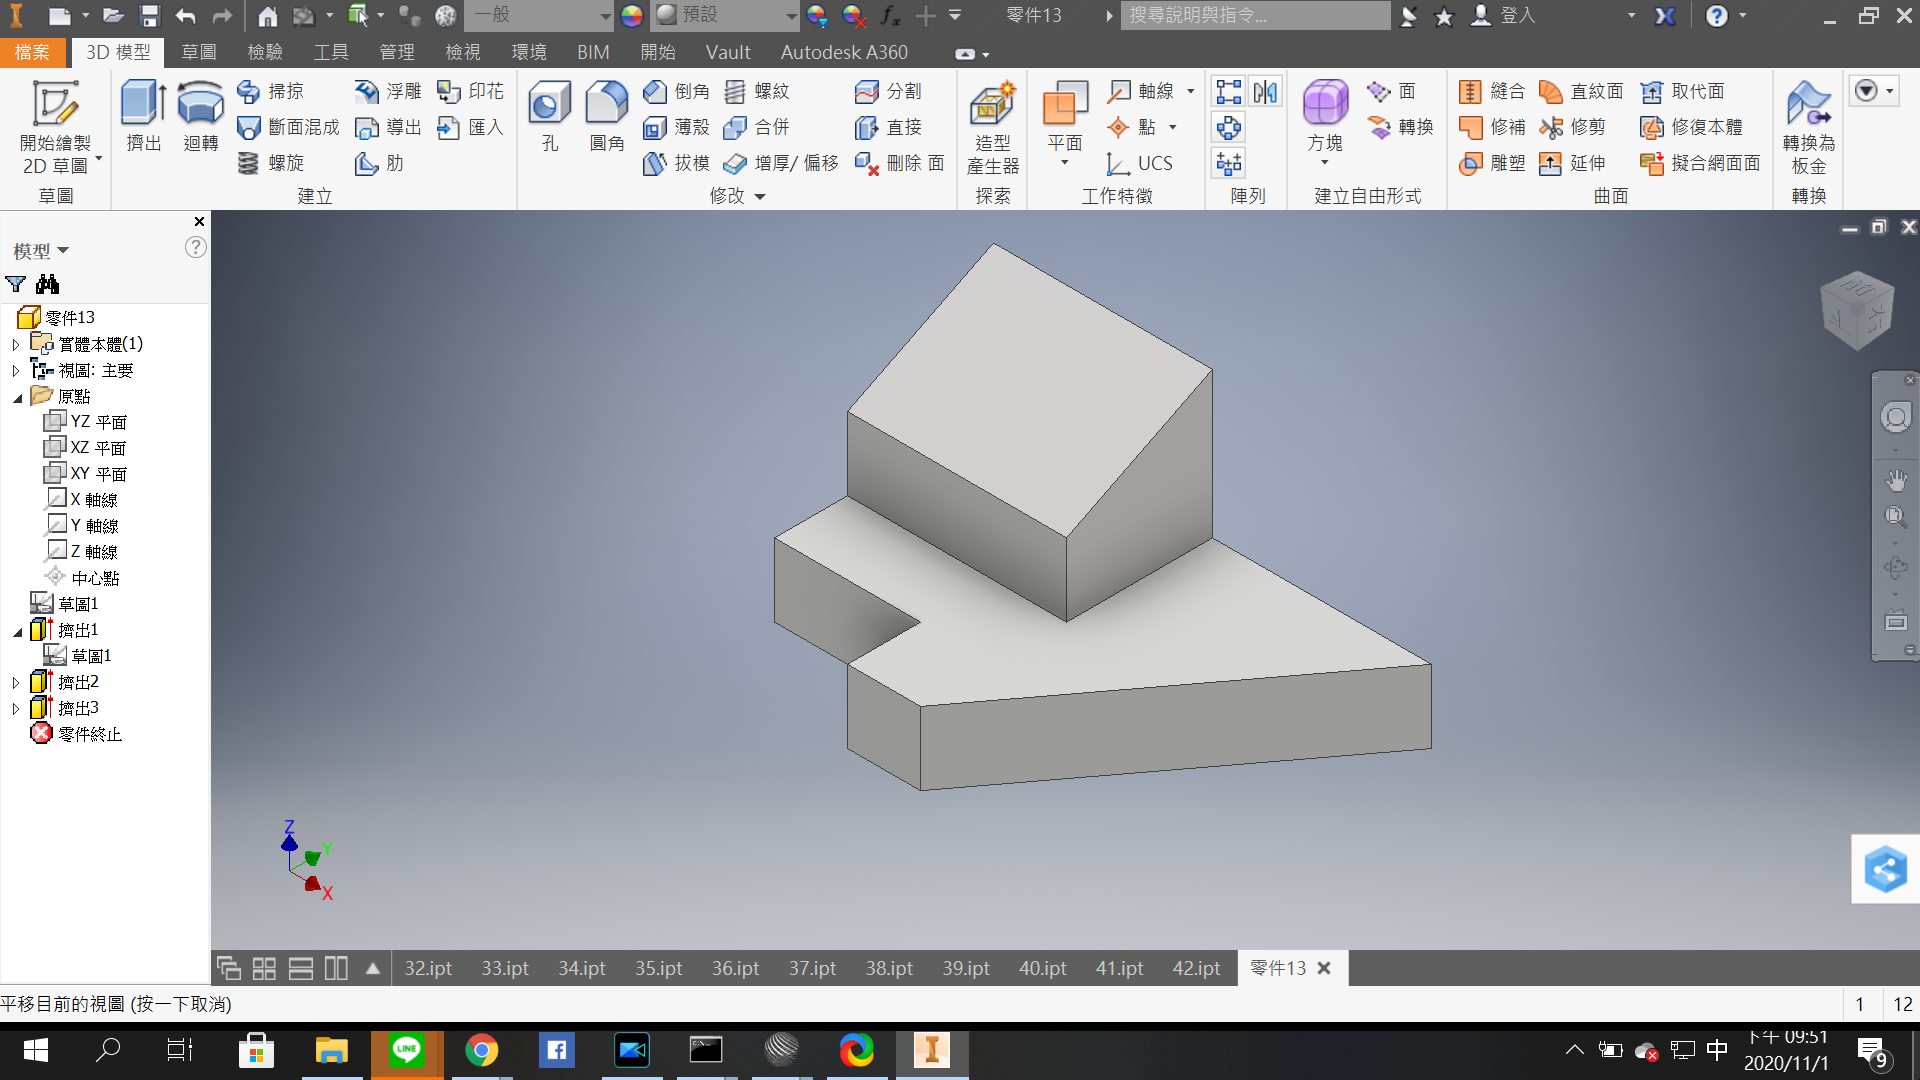 一般
預設
fx
零件13
搜尋說明與指令...
登入
檔案
3D 模型
草圖
檢驗
工具
管理
檢視
環境
BIM
開始
Vault
Autodesk A360
開始繪製
2D 草圖
草圖
擠出
迴轉
掃掠
斷面混成
螺旋
浮雕
導出
肋
印花
匯入
建立
孔
圓角
倒角
薄殼
拔模
螺紋
合併
增厚/ 偏移
分割
直接
刪除 面
修改
造型
產生器
探索
平面
軸線
點
UCS
工作特徵
陣列
方塊
面
轉換
建立自由形式
縫合
修補
雕塑
直紋面
修剪
延伸
取代面
修復本體
擬合網面面
曲面
轉換為
板金
轉換
模型
零件13
實體本體(1)
視圖: 主要
原點
YZ 平面
XZ 平面
XY 平面
X 軸線
Y 軸線
Z 軸線
中心點
草圖1
擠出1
草圖1
擠出2
擠出3
零件終止
Z
Y
X
32.ipt
33.ipt
34.ipt
35.ipt
36.ipt
37.ipt
38.ipt
39.ipt
40.ipt
41.ipt
42.ipt
零件13
平移目前的視圖 (按一下取消)
1
12
LINE
中
下午 09:51
2020/11/1
9